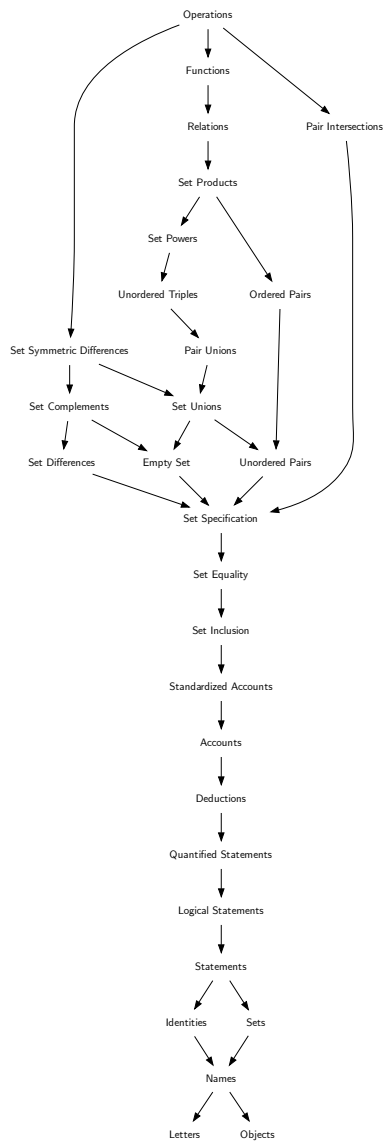 Operations
Functions
Relations
Pair Intersections
Set Products
Set Powers
Unordered Triples
Ordered Pairs
Set Symmetric Differences
Pair Unions
Set Complements
Set Unions
Set Differences
Empty Set
Unordered Pairs
Set Specification
Set Equality
Set Inclusion
Standardized Accounts
Accounts
Deductions
Quantified Statements
Logical Statements
Statements
Identities
Sets
Names
Letters
Objects